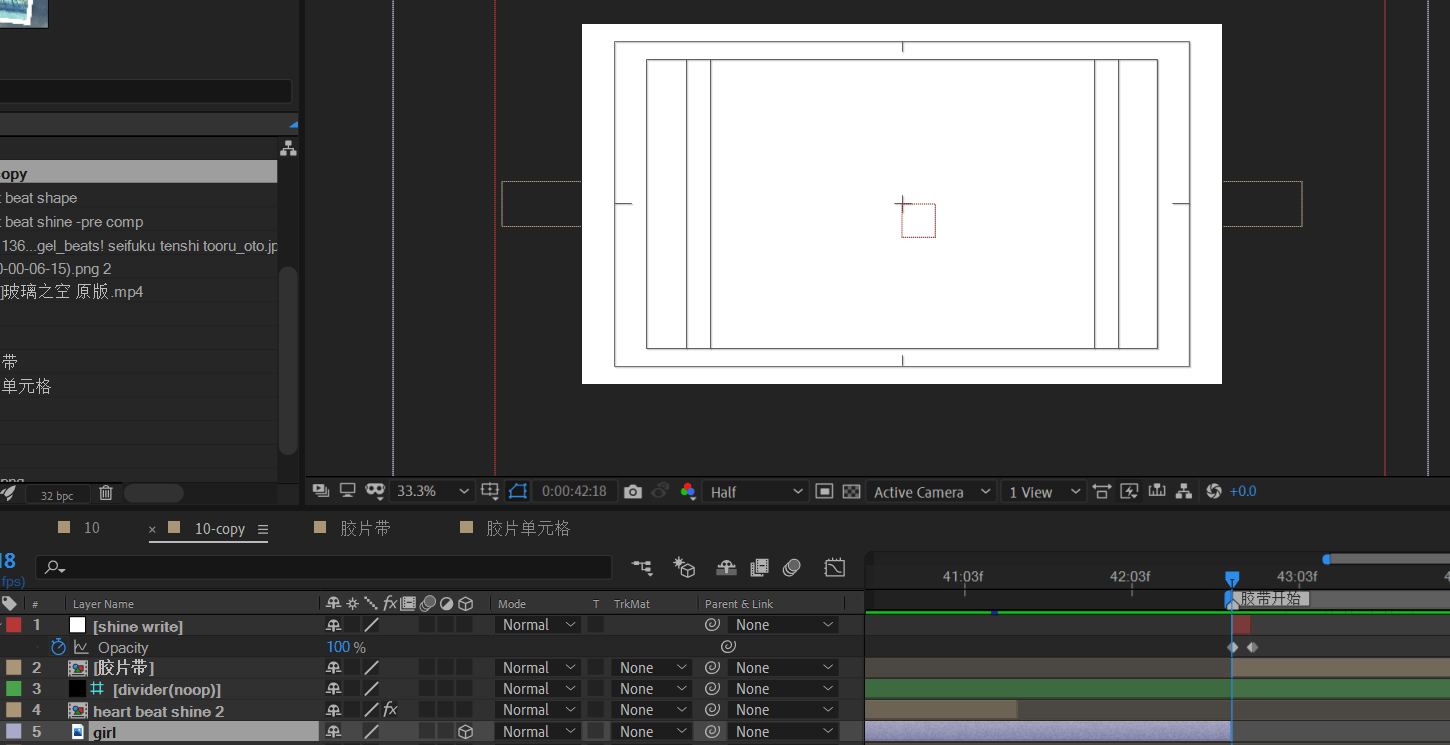 opy
t beat shape
t beat shine -pre comp
136...gel_beats! seifuku tenshi tooru_oto.jp
0-00-06-15).png 2
]玻璃之空 原版.mp4
带
单元格
32 bpc
33.3%
0:00:42:18
Half
Active Camera
1 View
+0.0
10
× 10-copy
胶片带
胶片单元格
18
fps)
41:03f
42:03f
43:03f
胶带开始
# Layer Name
Mode
T TrkMat
Parent & Link
1 [shine write] Normal None
Opacity 100 %
2 [胶片带] Normal None None
3 [divider(noop)] Normal None None
4 heart beat shine 2 fx Normal None None
5 girl Normal None None